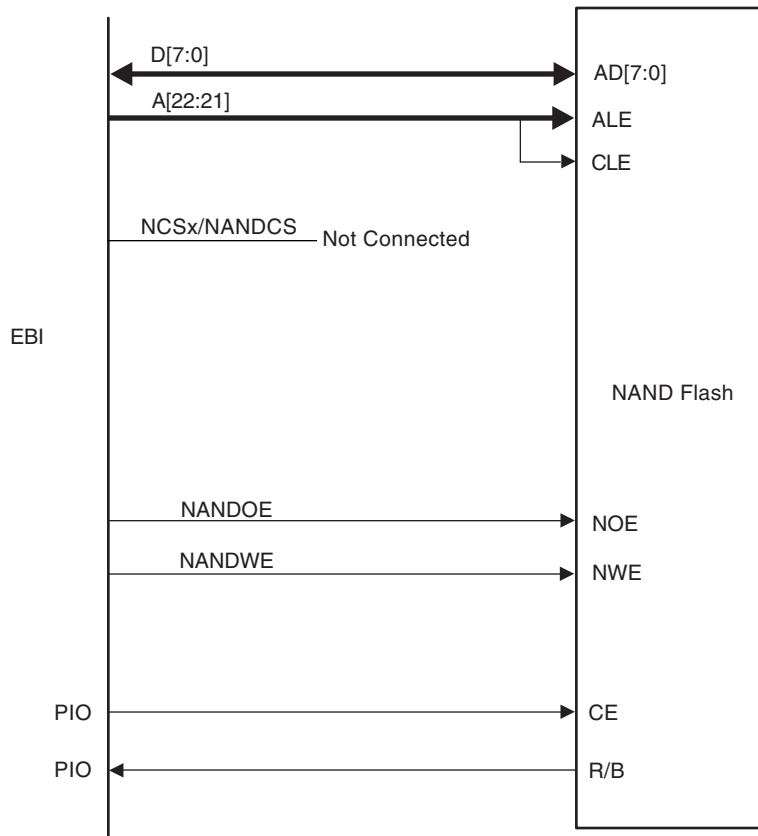 D[7:0]
AD[7:0]
A[22:21]
ALE
CLE
NCSx/NANDCS
Not Connected
EBI
NAND Flash
NANDOE
NOE
NANDWE
NWE
PIO
CE
PIO
R/B